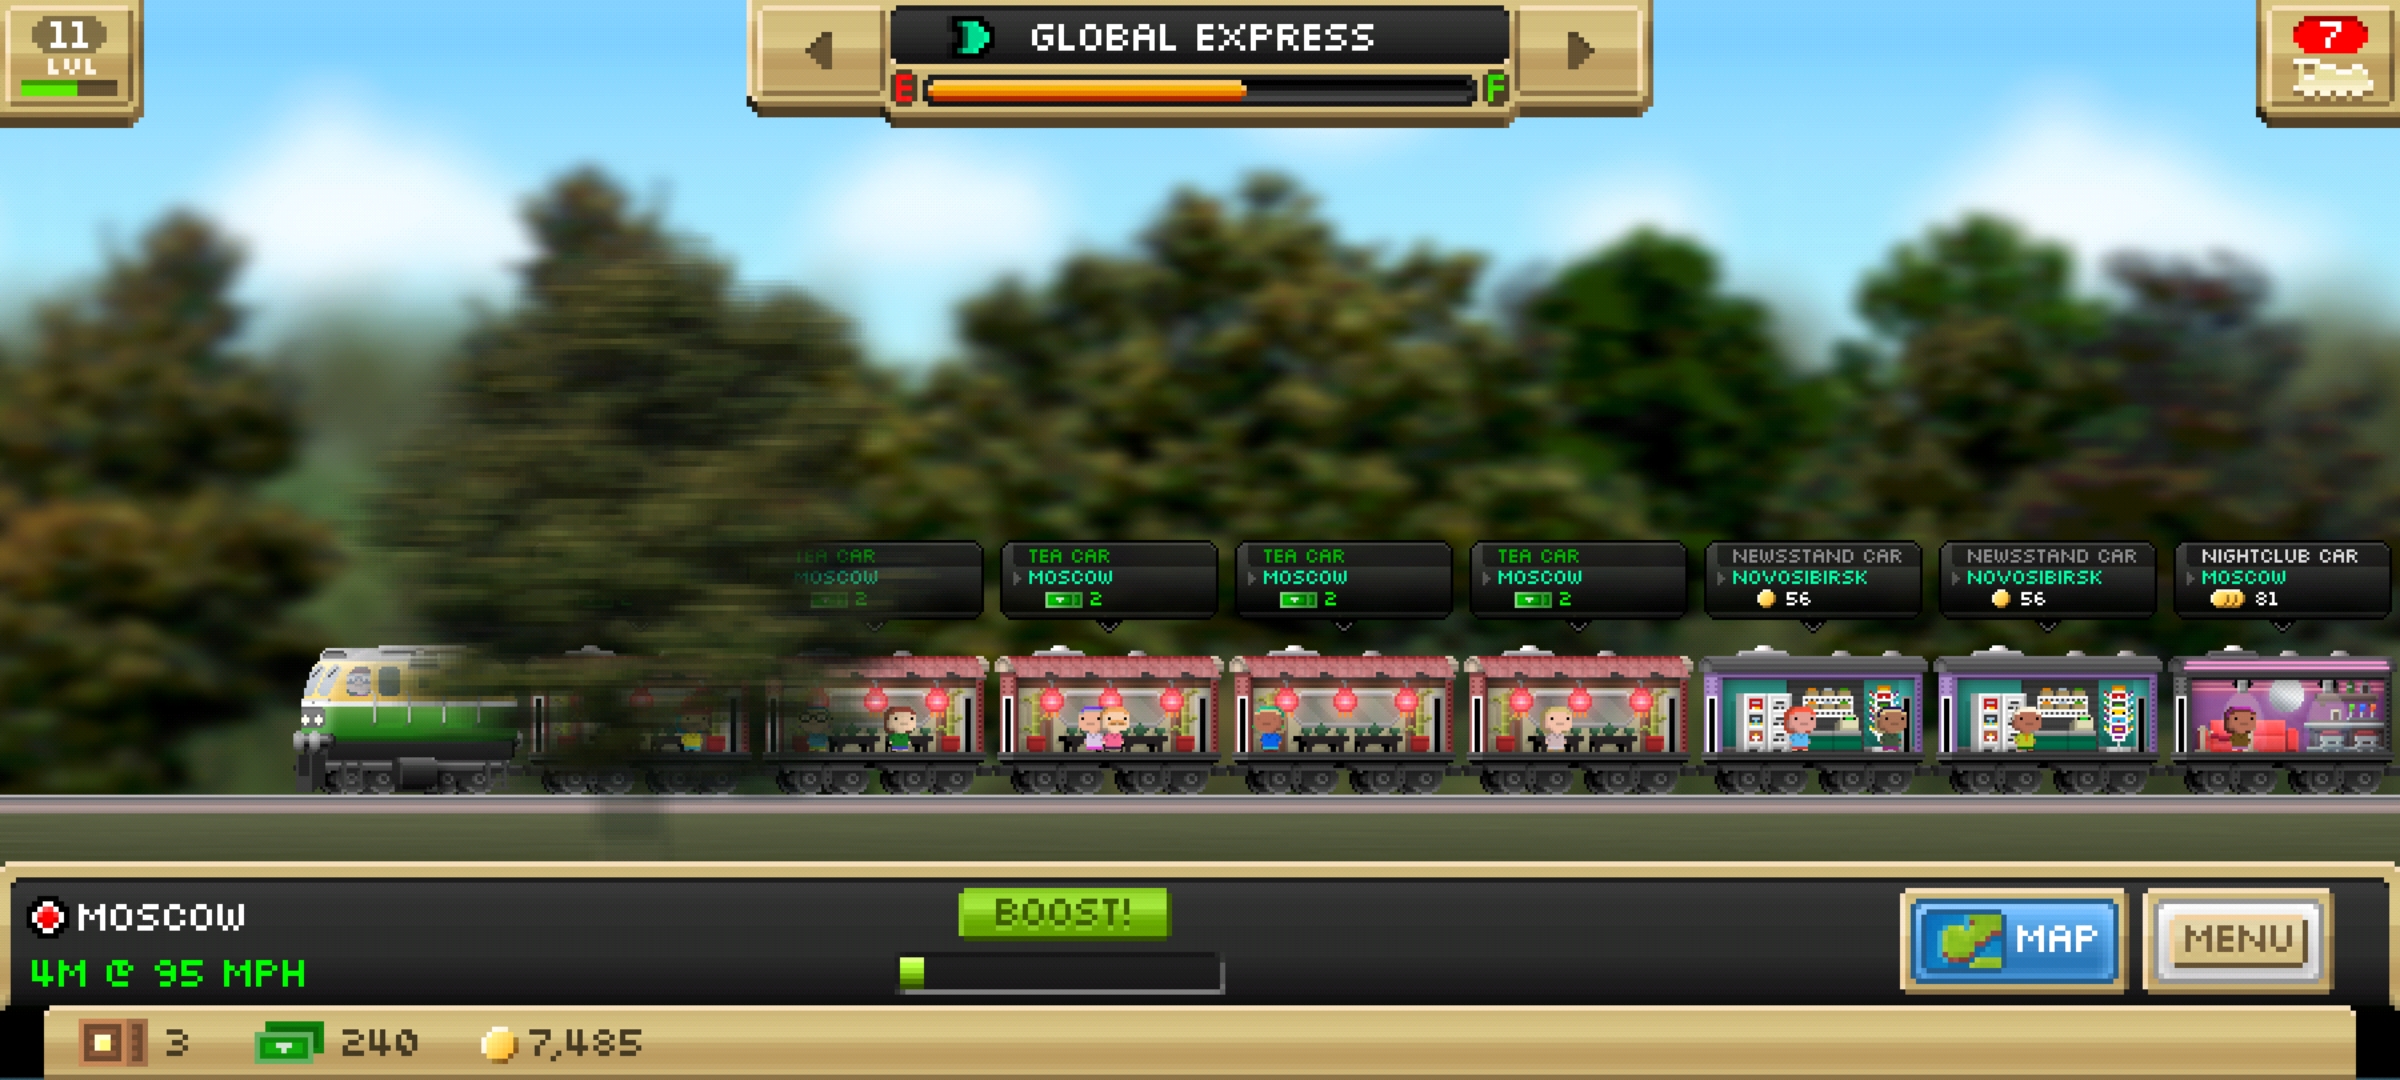 11
LVL
GLOBAL EXPRESS
E F
7
TEA CAR
MOSCOW
2
TEA CAR
MOSCOW
2
TEA CAR
MOSCOW
2
TEA CAR
MOSCOW
2
NEWSSTAND CAR
NOVOSIBIRSK
56
NEWSSTAND CAR
NOVOSIBIRSK
56
NIGHTCLUB CAR
MOSCOW
81
MOSCOW
4M @ 95 MPH
BOOST!
MAP
MENU
3
240
7,485